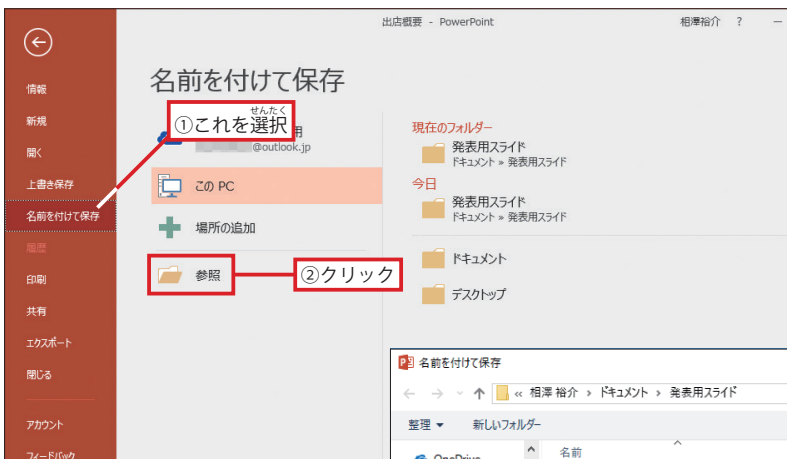 出店概要 - PowerPoint
相澤裕介 ? —
名前を付けて保存
情報
新規
開く
上書き保存
名前を付けて保存
履歴
印刷
共有
エクスポート
閉じる
アカウント
フィードバック
せんたく
①これを選択
用
@outlook.jp
この PC
場所の追加
参照
②クリック
現在のフォルダー
発表用スライド
ドキュメント » 発表用スライド
今日
発表用スライド
ドキュメント » 発表用スライド
ドキュメント
デスクトップ
名前を付けて保存
« 相澤 裕介 › ドキュメント › 発表用スライド
整理 新しいフォルダー
OneDrive 名前